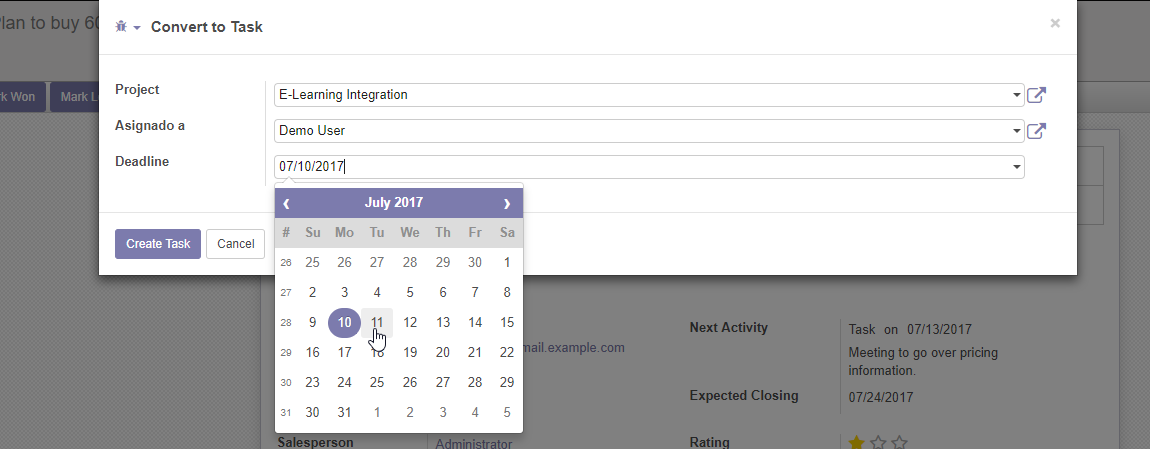 Plan to buy 60
Convert to Task
×
Project
E-Learning Integration
rk Won
Mark L
Asignado a
Demo User
Deadline
07/10/2017
‹ July 2017 ›
# Su Mo Tu We Th Fr Sa
26 25 26 27 28 29 30 1
27 2 3 4 5 6 7 8
28 9 10 11 12 13 14 15
29 16 17 18 19 20 21 22
30 23 24 25 26 27 28 29
31 30 31 1 2 3 4 5
Create Task
Cancel
Next Activity
Task on 07/13/2017
mail.example.com
Meeting to go over pricing
information.
Expected Closing
07/24/2017
Salesperson
Administrator
Rating